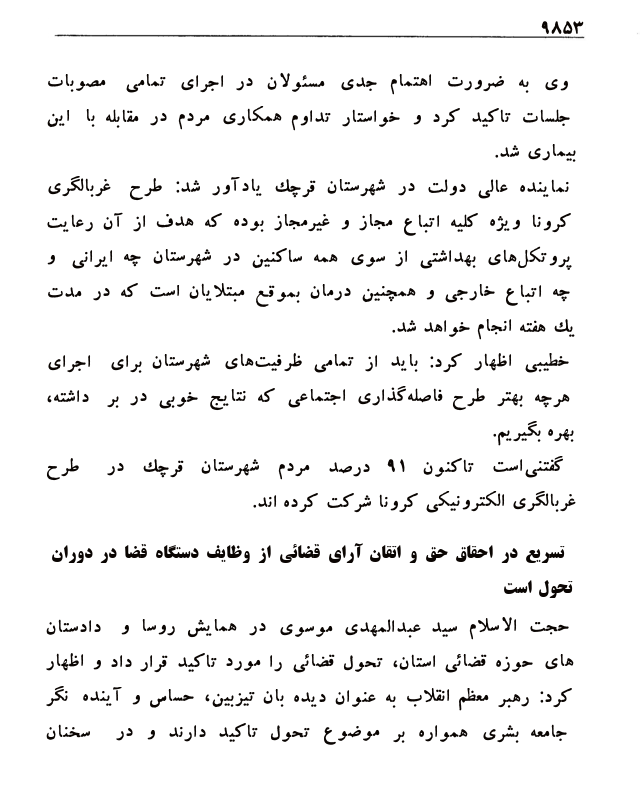 ۹۸۵۳
وی به ضرورت اهتمام جدی مسئولان در اجرای تمامی مصوبات
جلسات تاکید کرد و خواستار تداوم همکاری مردم در مقابله با این
بیماری شد.
نماینده عالی دولت در شهرستان قرچك یادآور شد: طرح غربالگری
کرونا ویژه کلیه اتباع مجاز و غیرمجاز بوده که هدف از آن رعایت
پروتکل‌های بهداشتی از سوی همه ساکنین در شهرستان چه ایرانی و
چه اتباع خارجی و همچنین درمان بموقع مبتلایان است که در مدت
یك هفته انجام خواهد شد.
خطیبی اظهار کرد: باید از تمامی ظرفیت‌های شهرستان برای اجرای
هرچه بهتر طرح فاصله‌گذاری اجتماعی که نتایج خوبی در بر داشته،
بهره بگیریم.
گفتنی‌است تاکنون ۹۱ درصد مردم شهرستان قرچك در طرح
غربالگری الکترونیکی کرونا شرکت کرده اند.
تسریع در احقاق حق و اتقان آرای قضائی از وظایف دستگاه قضا در دوران
تحول است
حجت الاسلام سید عبدالمهدی موسوی در همایش روسا و دادستان
های حوزه قضائی استان، تحول قضائی را مورد تاکید قرار داد و اظهار
کرد: رهبر معظم انقلاب به عنوان دیده بان تیزبین، حساس و آینده نگر
جامعه بشری همواره بر موضوع تحول تاکید دارند و در سخنان